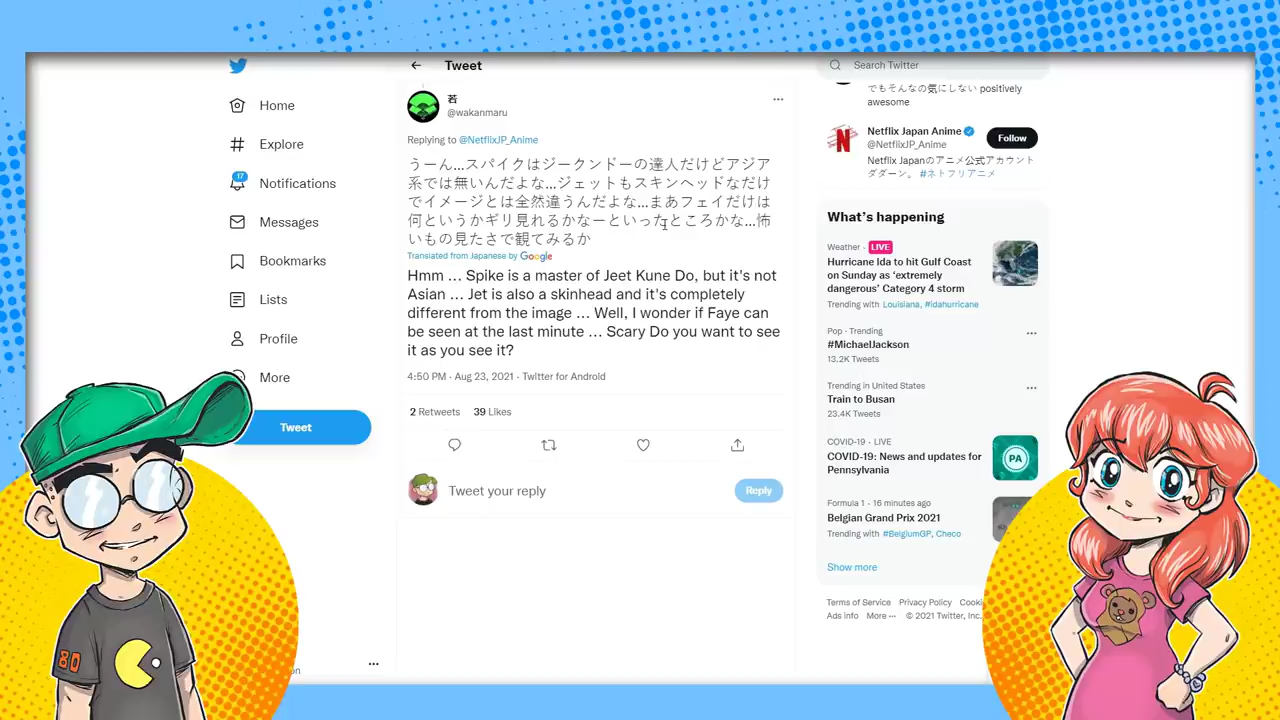 Home
Explore
17
Notifications
Messages
Bookmarks
Lists
Profile
More
Tweet
80
Tweet
若
@wakanmaru
Replying to @NetflixJP_Anime
うーん...スパイクはジークンドーの達人だけどアジア
系では無いんだよな...ジェットもスキンヘッドなだけ
でイメージとは全然違うんだよな...まあフェイだけは
何というかギリ見れるかなーといったところかな...怖
いもの見たさで観てみるか
Translated from Japanese by Google
Hmm ... Spike is a master of Jeet Kune Do, but it's not
Asian ... Jet is also a skinhead and it's completely
different from the image ... Well, I wonder if Faye can
be seen at the last minute ... Scary Do you want to see
it as you see it?
4:50 PM · Aug 23, 2021 · Twitter for Android
2 Retweets 39 Likes
Tweet your reply
Reply
Search Twitter
でもそんなの気にしない positively
awesome
Netflix Japan Anime
@NetflixJP_Anime
Follow
Netflix Japanのアニメ公式アカウント
ダダーン。 #ネトフリアニメ
What's happening
Weather · LIVE
Hurricane Ida to hit Gulf Coast
on Sunday as ‘extremely
dangerous’ Category 4 storm
Trending with Louisiana, #idahurricane
Pop · Trending
#MichaelJackson
13.2K Tweets
Trending in United States
Train to Busan
23.4K Tweets
COVID-19 · LIVE
COVID-19: News and updates for
Pennsylvania
PA
Formula 1 · 16 minutes ago
Belgian Grand Prix 2021
Trending with #BelgiumGP, Checo
Show more
Terms of Service Privacy Policy Cooki
Ads info More ··· © 2021 Twitter, Inc.